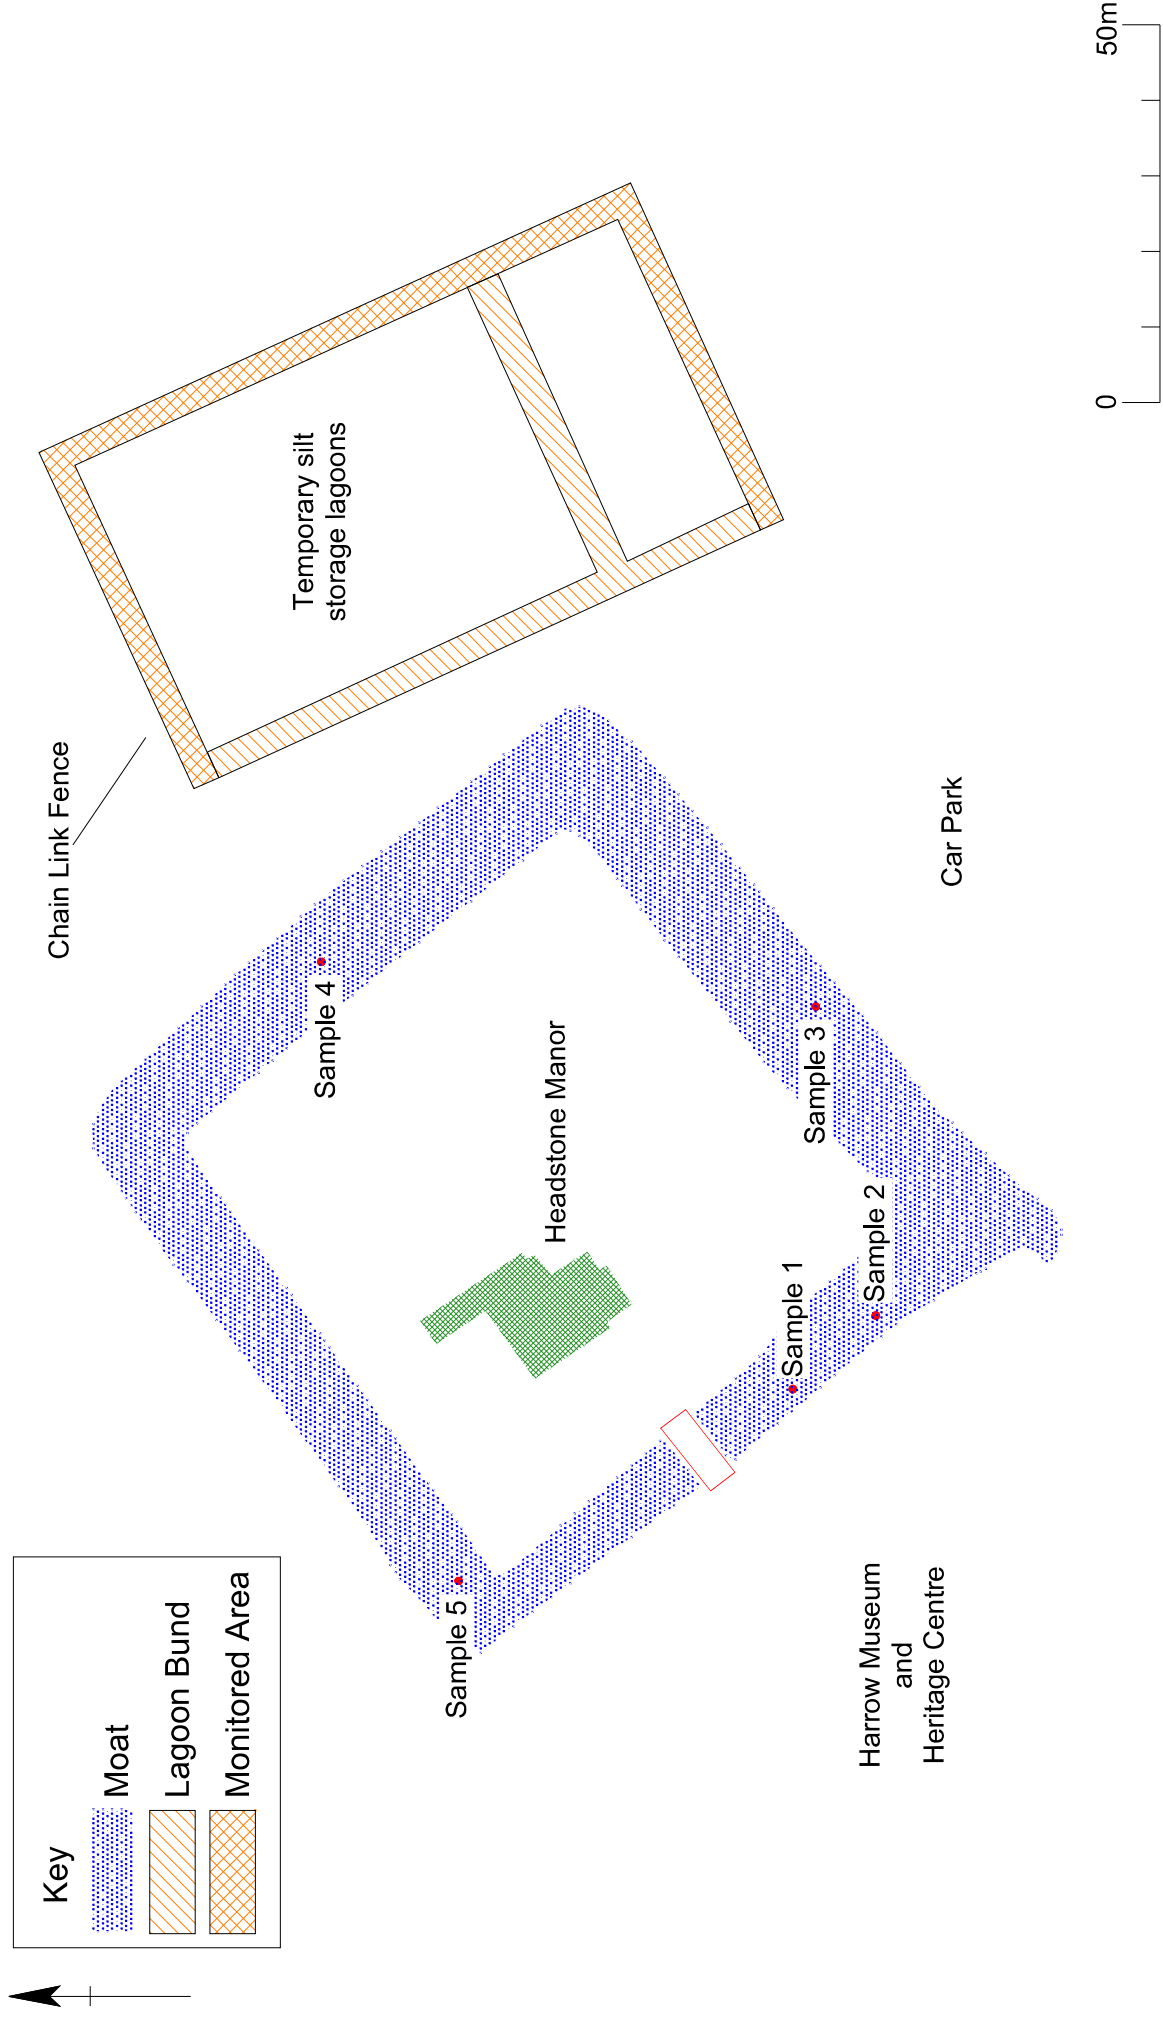 Key
Moat
Lagoon Bund
Monitored Area
Chain Link Fence
Temporary silt
storage lagoons
Sample 5
Sample 4
Headstone Manor
Sample 1
Sample 2
Sample 3
Harrow Museum
and
Heritage Centre
Car Park
0
50m